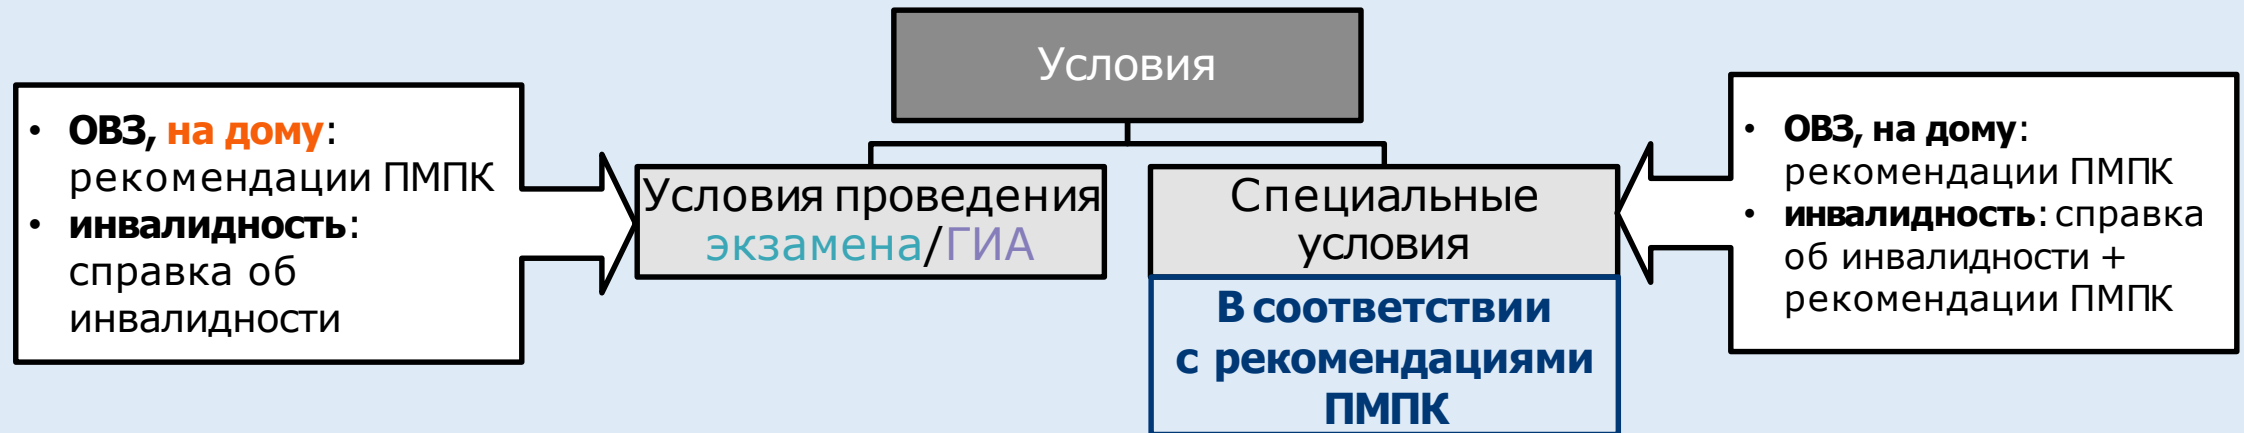 Условия
• ОВЗ, на дому:
рекомендации ПМПК
• инвалидность:
справка об
инвалидности
Условия проведения
экзамена/ГИА
Специальные
условия
В соответствии
с рекомендациями
ПМПК
• ОВЗ, на дому:
рекомендации ПМПК
• инвалидность: справка
об инвалидности +
рекомендации ПМПК